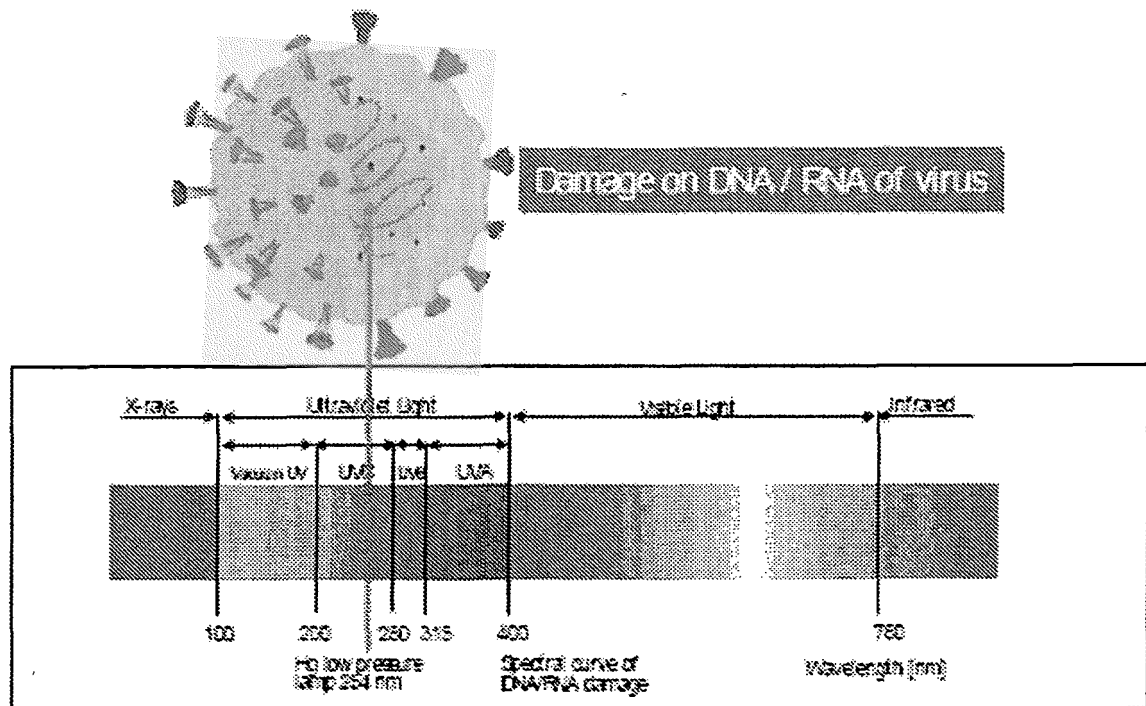 Damage on DNA / RNA of virus
X-rays
Ultraviolet Light
Visible Light
Infrared
Vacuum UV
UVC
UVB
UVA
100
200
280
315
400
780
Hg low pressure
lamp 254 nm
Spectral curve of
DNA/RNA damage
Wavelength [nm]